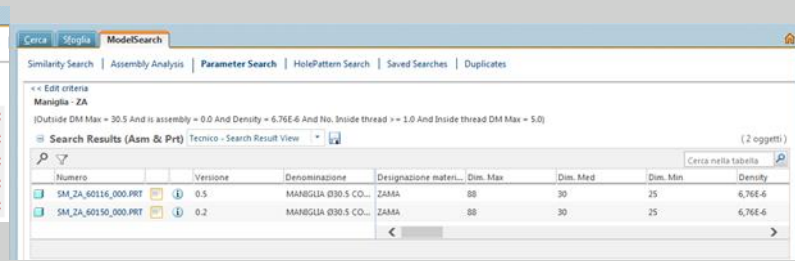 Cerca Sfoglia ModelSearch
Similarity Search | Assembly Analysis | Parameter Search | HolePattern Search | Saved Searches | Duplicates
<< Edit criteria
Maniglia - ZA
(Outside DM Max = 30.5 And is assembly = 0.0 And Density = 6.76E-6 And No. Inside thread >= 1.0 And Inside thread DM Max = 5.0)
Search Results (Asm & Prt) Tecnico - Search Result View (2 oggetti)
Cerca nella tabella
Numero Versione Denominazione Designazione materi... Dim. Max Dim. Med Dim. Min Density
SM_ZA_60116_000.PRT 0.5 MANIGLIA Ø30.5 CO... ZAMA 88 30 25 6,76E-6
SM_ZA_60150_000.PRT 0.2 MANIGLIA Ø30.5 CO... ZAMA 88 30 25 6,76E-6